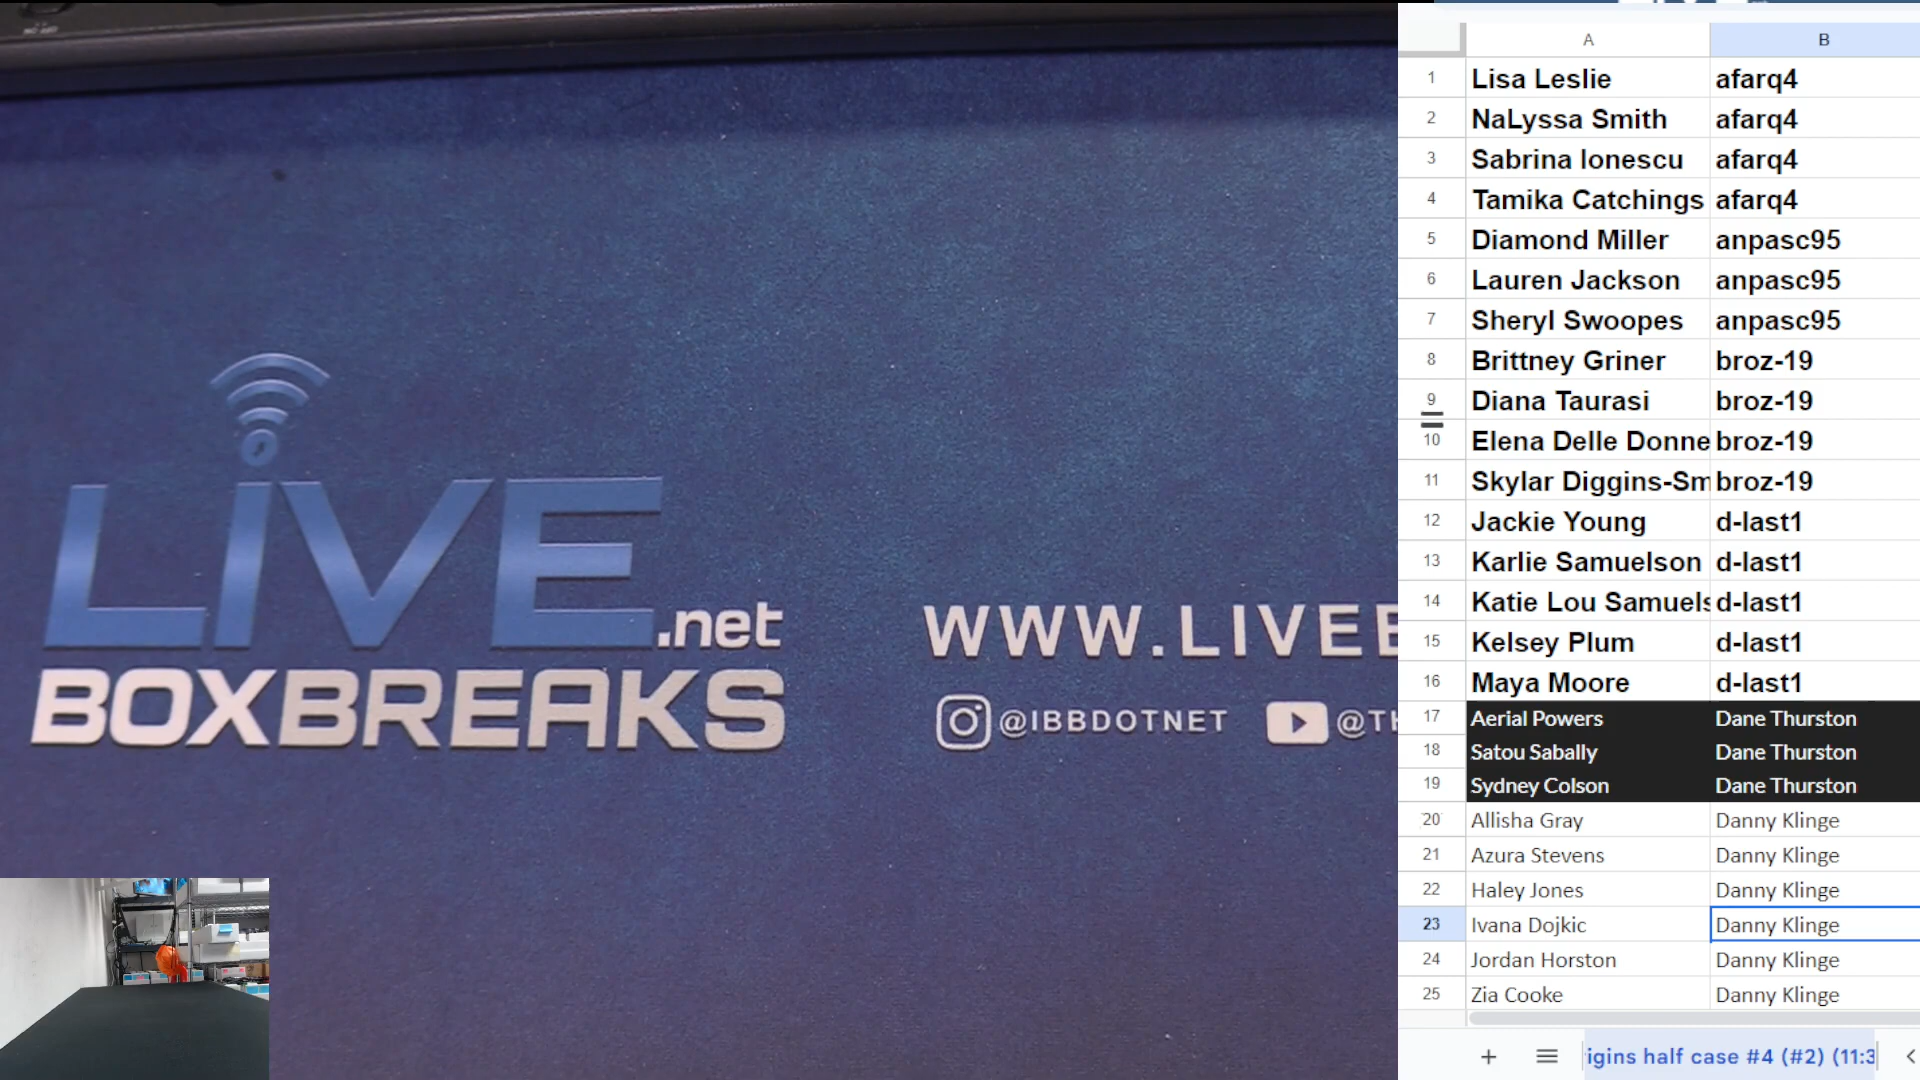 LIVE.net
BOXBREAKS
WWW.LIVEB
@IBBDOTNET
@TH
A B
1 Lisa Leslie afarq4
2 NaLyssa Smith afarq4
3 Sabrina Ionescu afarq4
4 Tamika Catchings afarq4
5 Diamond Miller anpasc95
6 Lauren Jackson anpasc95
7 Sheryl Swoopes anpasc95
8 Brittney Griner broz-19
9 Diana Taurasi broz-19
10 Elena Delle Donne broz-19
11 Skylar Diggins-Sm broz-19
12 Jackie Young d-last1
13 Karlie Samuelson d-last1
14 Katie Lou Samuels d-last1
15 Kelsey Plum d-last1
16 Maya Moore d-last1
17 Aerial Powers Dane Thurston
18 Satou Sabally Dane Thurston
19 Sydney Colson Dane Thurston
20 Allisha Gray Danny Klinge
21 Azura Stevens Danny Klinge
22 Haley Jones Danny Klinge
23 Ivana Dojkic Danny Klinge
24 Jordan Horston Danny Klinge
25 Zia Cooke Danny Klinge
igins half case #4 (#2) (11:3